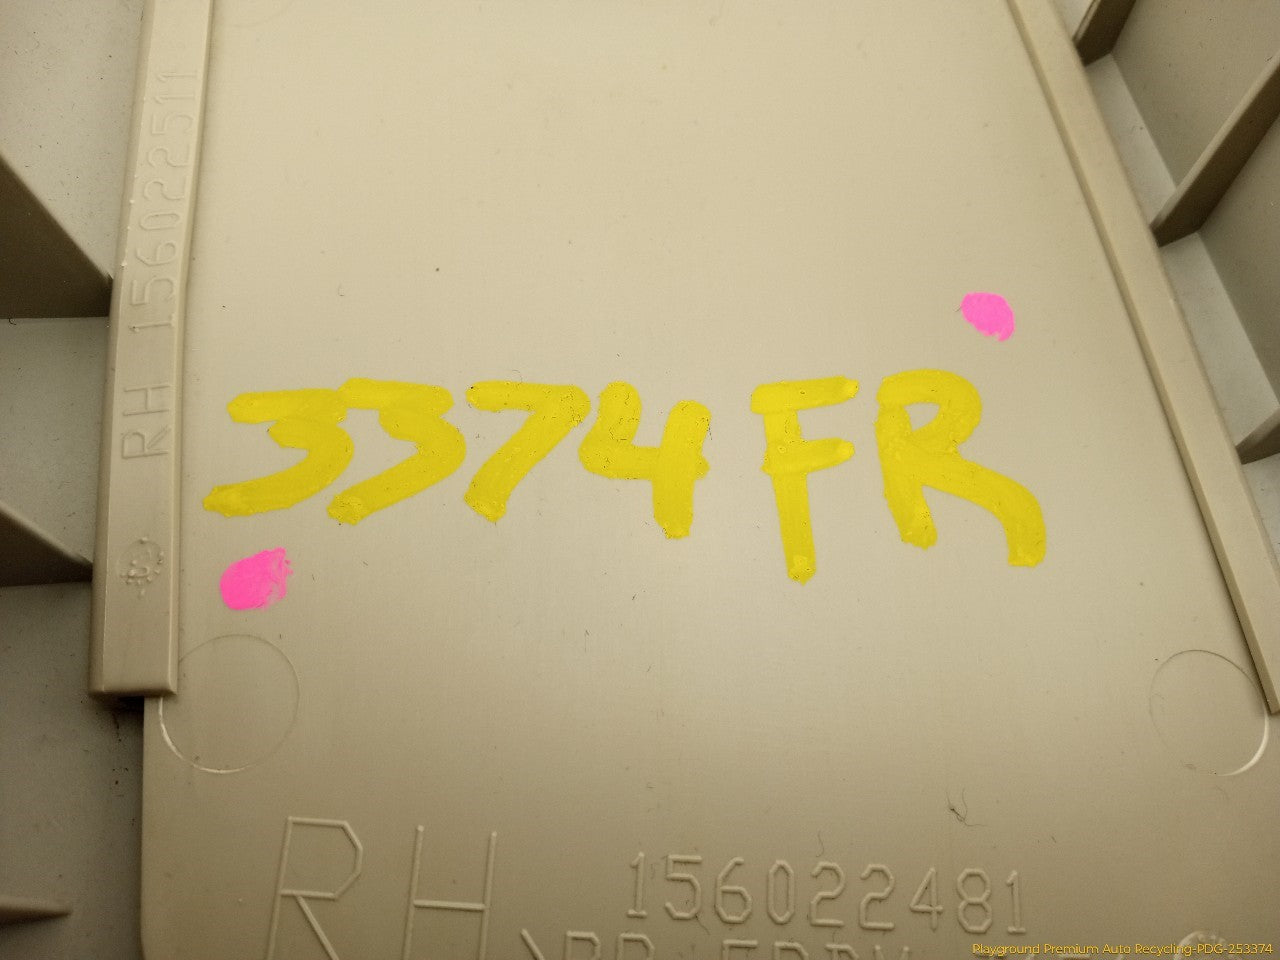 RH 156022511
3374 FR
RH
156022481
Playground Premium Auto Recycling-PDG-253374